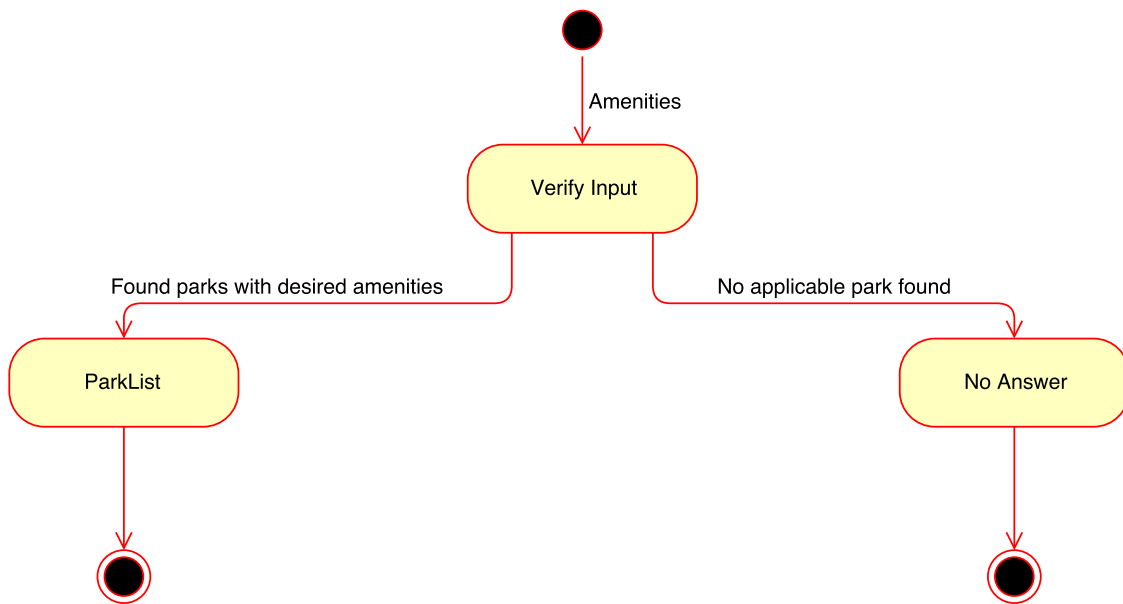 Amenities
Verify Input
Found parks with desired amenities
No applicable park found
ParkList
No Answer